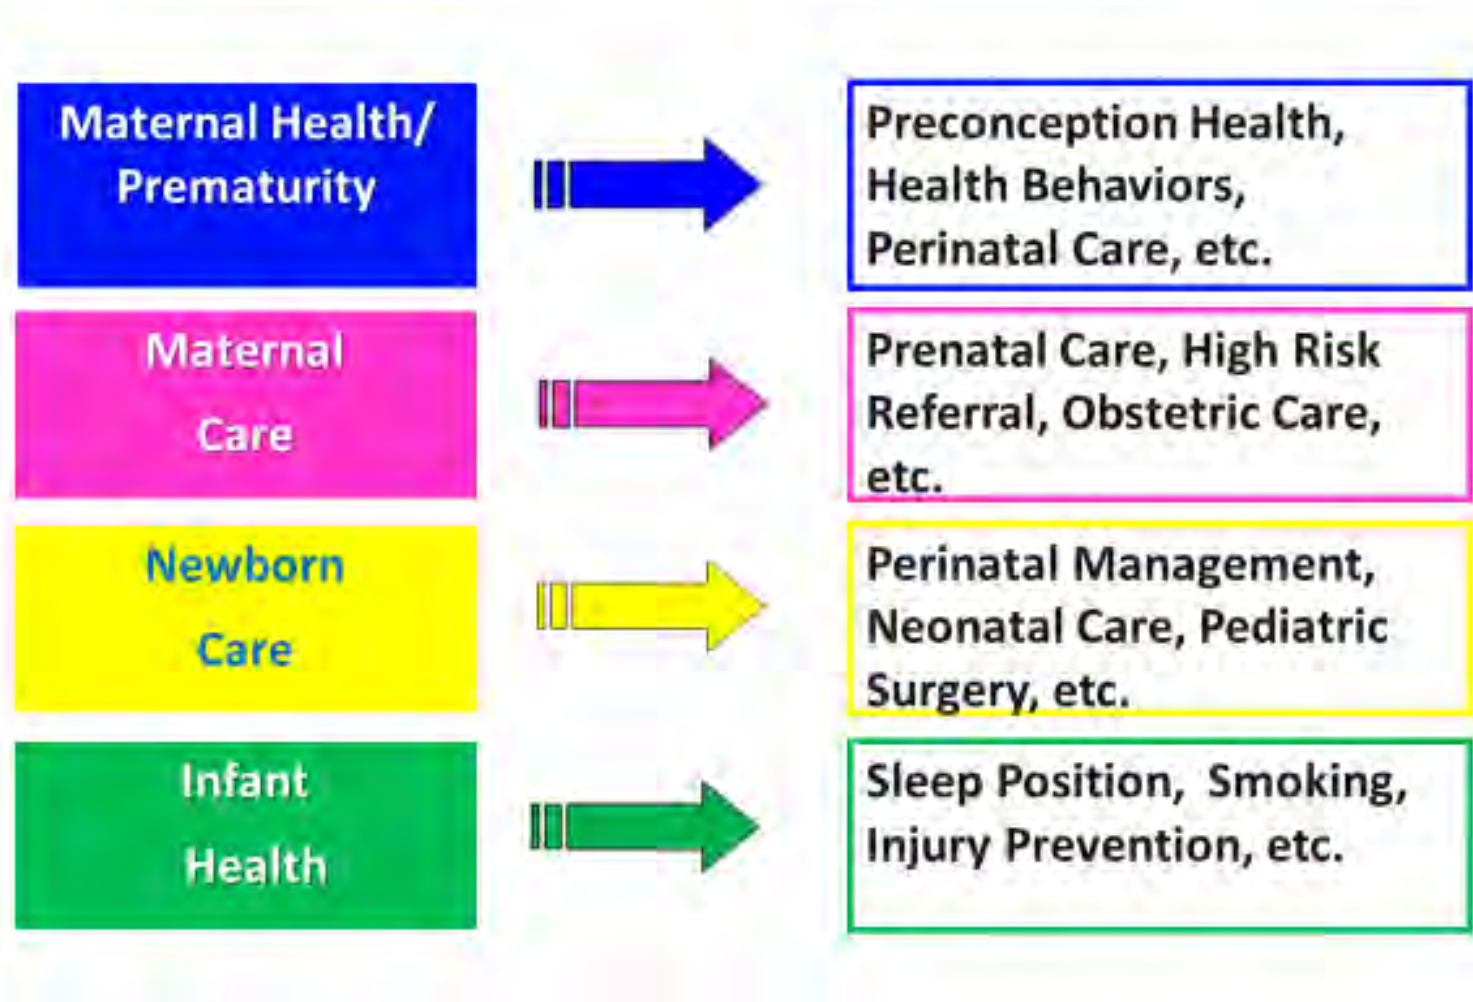 Maternal Health/
Prematurity
Preconception Health,
Health Behaviors,
Perinatal Care, etc.
Maternal
Care
Prenatal Care, High Risk
Referral, Obstetric Care,
etc.
Newborn
Care
Perinatal Management,
Neonatal Care, Pediatric
Surgery, etc.
Infant
Health
Sleep Position, Smoking,
Injury Prevention, etc.